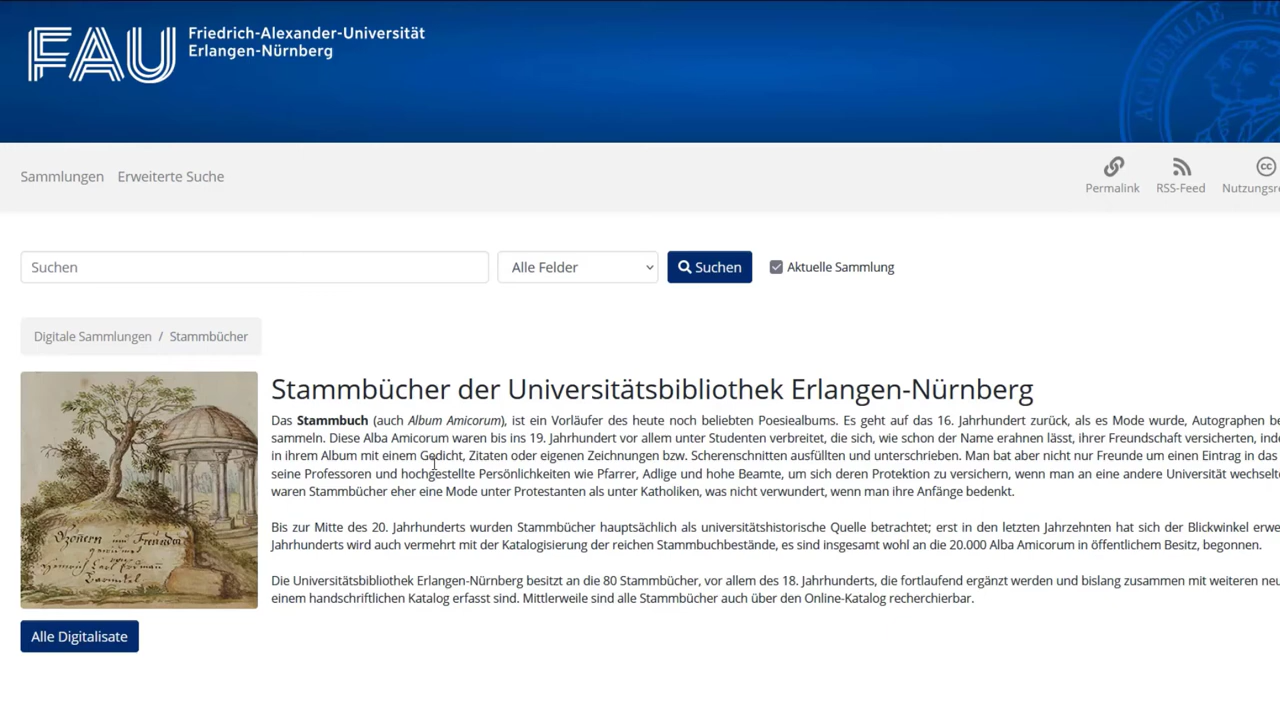 FAU
Friedrich-Alexander-Universität
Erlangen-Nürnberg
Sammlungen Erweiterte Suche
Permalink RSS-Feed
Suchen Alle Felder Suchen Aktuelle Sammlung
Digitale Sammlungen / Stammbücher
Stammbücher der Universitätsbibliothek Erlangen-Nürnberg
Das Stammbuch (auch Album Amicorum), ist ein Vorläufer des heute noch beliebten Poesiealbums. Es geht auf das 16. Jahrhundert zurück, als es Mode wurde, Autographen
sammeln. Diese Alba Amicorum waren bis ins 19. Jahrhundert vor allem unter Studenten verbreitet, die sich, wie schon der Name erahnen lässt, ihrer Freundschaft versicherten,
in ihrem Album mit einem Gedicht, Zitaten oder eigenen Zeichnungen bzw. Scherenschnitten ausfüllten und unterschrieben. Man bat aber nicht nur Freunde um einen Eintrag in das
seine Professoren und hochgestellte Persönlichkeiten wie Pfarrer, Adlige und hohe Beamte, um sich deren Protektion zu versichern, wenn man an eine andere Universität
waren Stammbücher eher eine Mode unter Protestanten als unter Katholiken, was nicht verwundert, wenn man ihre Anfänge bedenkt.
Bis zur Mitte des 20. Jahrhunderts wurden Stammbücher hauptsächlich als universitätshistorische Quelle betrachtet; erst in den letzten Jahrzehnten hat sich der Blickwinkel
Jahrhunderts wird auch vermehrt mit der Katalogisierung der reichen Stammbuchbestände, es sind insgesamt wohl an die 20.000 Alba Amicorum in öffentlichem Besitz, begonnen.
Die Universitätsbibliothek Erlangen-Nürnberg besitzt an die 80 Stammbücher, vor allem des 18. Jahrhunderts, die fortlaufend ergänzt werden und bislang zusammen mit weiteren
einem handschriftlichen Katalog erfasst sind. Mittlerweile sind alle Stammbücher auch über den Online-Katalog recherchierbar.
Alle Digitalisate